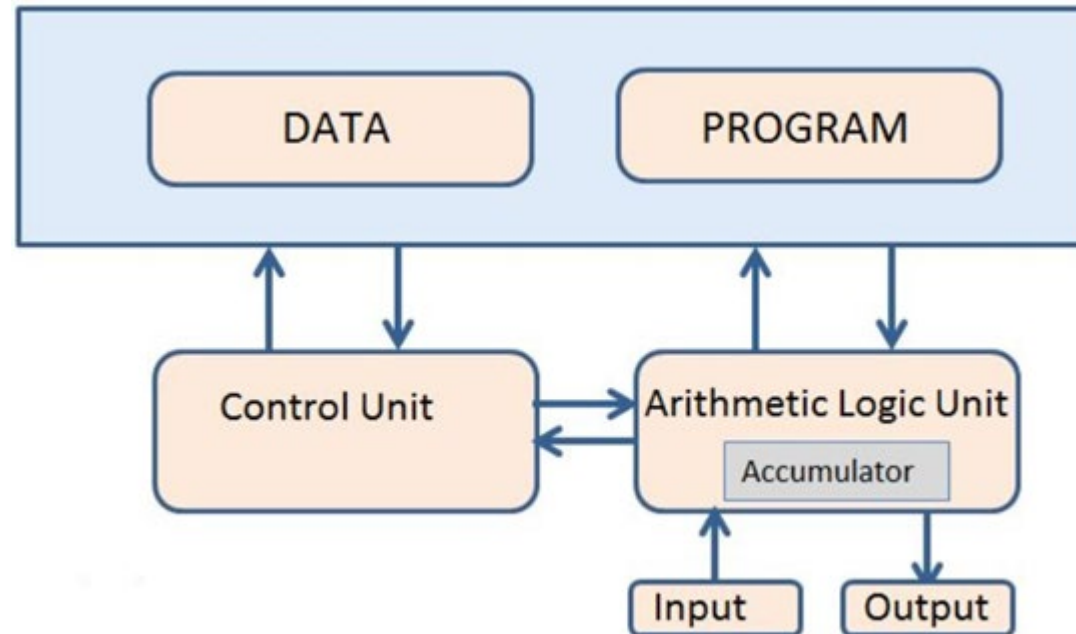 DATA
PROGRAM
Control Unit
Arithmetic Logic Unit
Accumulator
Input
Output